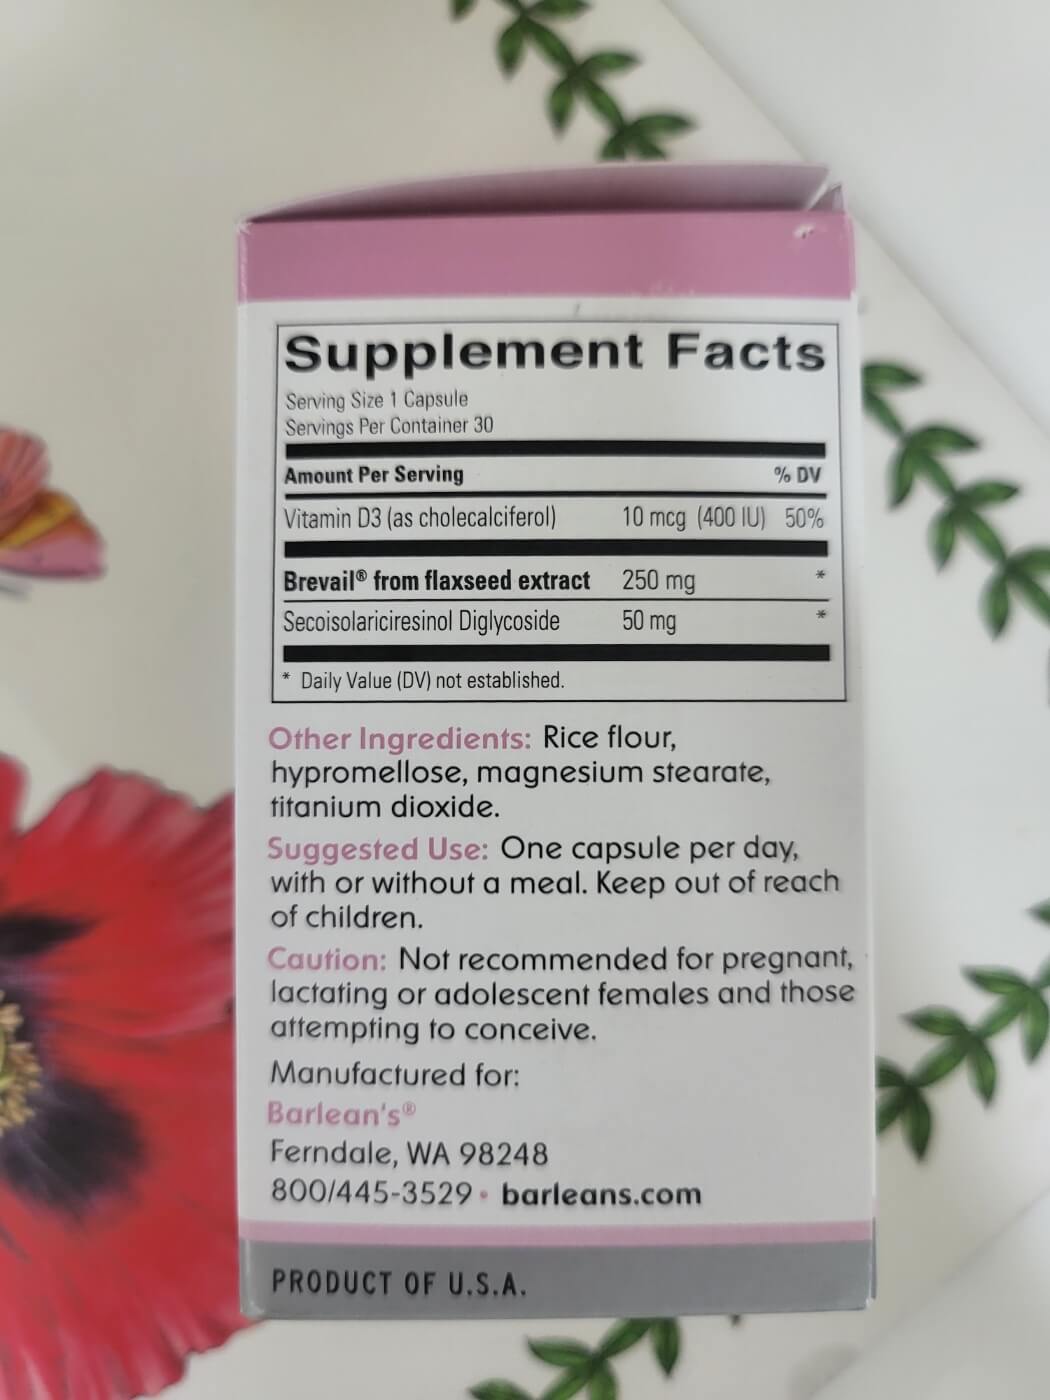 Supplement Facts
Serving Size 1 Capsule
Servings Per Container 30
Amount Per Serving % DV
Vitamin D3 (as cholecalciferol) 10 mcg (400 IU) 50%
Brevail® from flaxseed extract 250 mg *
Secoisolariciresinol Diglycoside 50 mg *
* Daily Value (DV) not established.
Other Ingredients: Rice flour,
hypromellose, magnesium stearate,
titanium dioxide.
Suggested Use: One capsule per day,
with or without a meal. Keep out of reach
of children.
Caution: Not recommended for pregnant,
lactating or adolescent females and those
attempting to conceive.
Manufactured for:
Barlean's®
Ferndale, WA 98248
800/445-3529 • barleans.com
PRODUCT OF U.S.A.